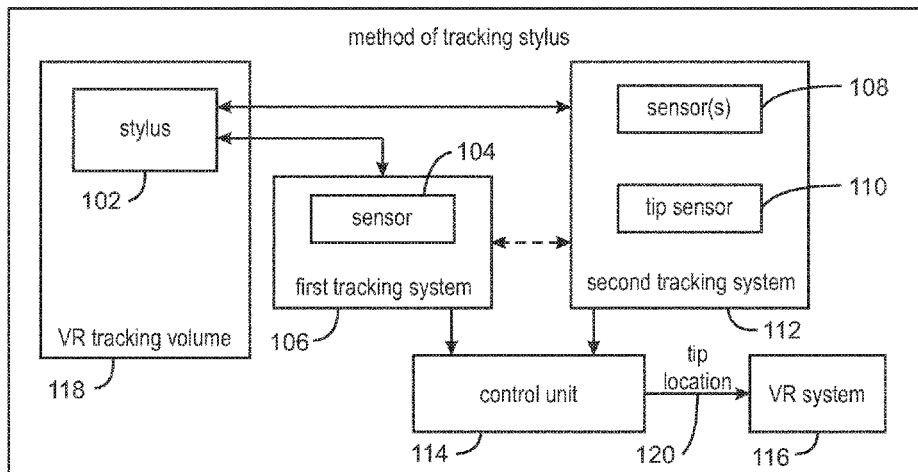 method of tracking stylus
stylus
102
sensor(s)
108
104
sensor
tip sensor
110
first tracking system
106
second tracking system
112
VR tracking volume
118
control unit
114
tip
location
120
VR system
116